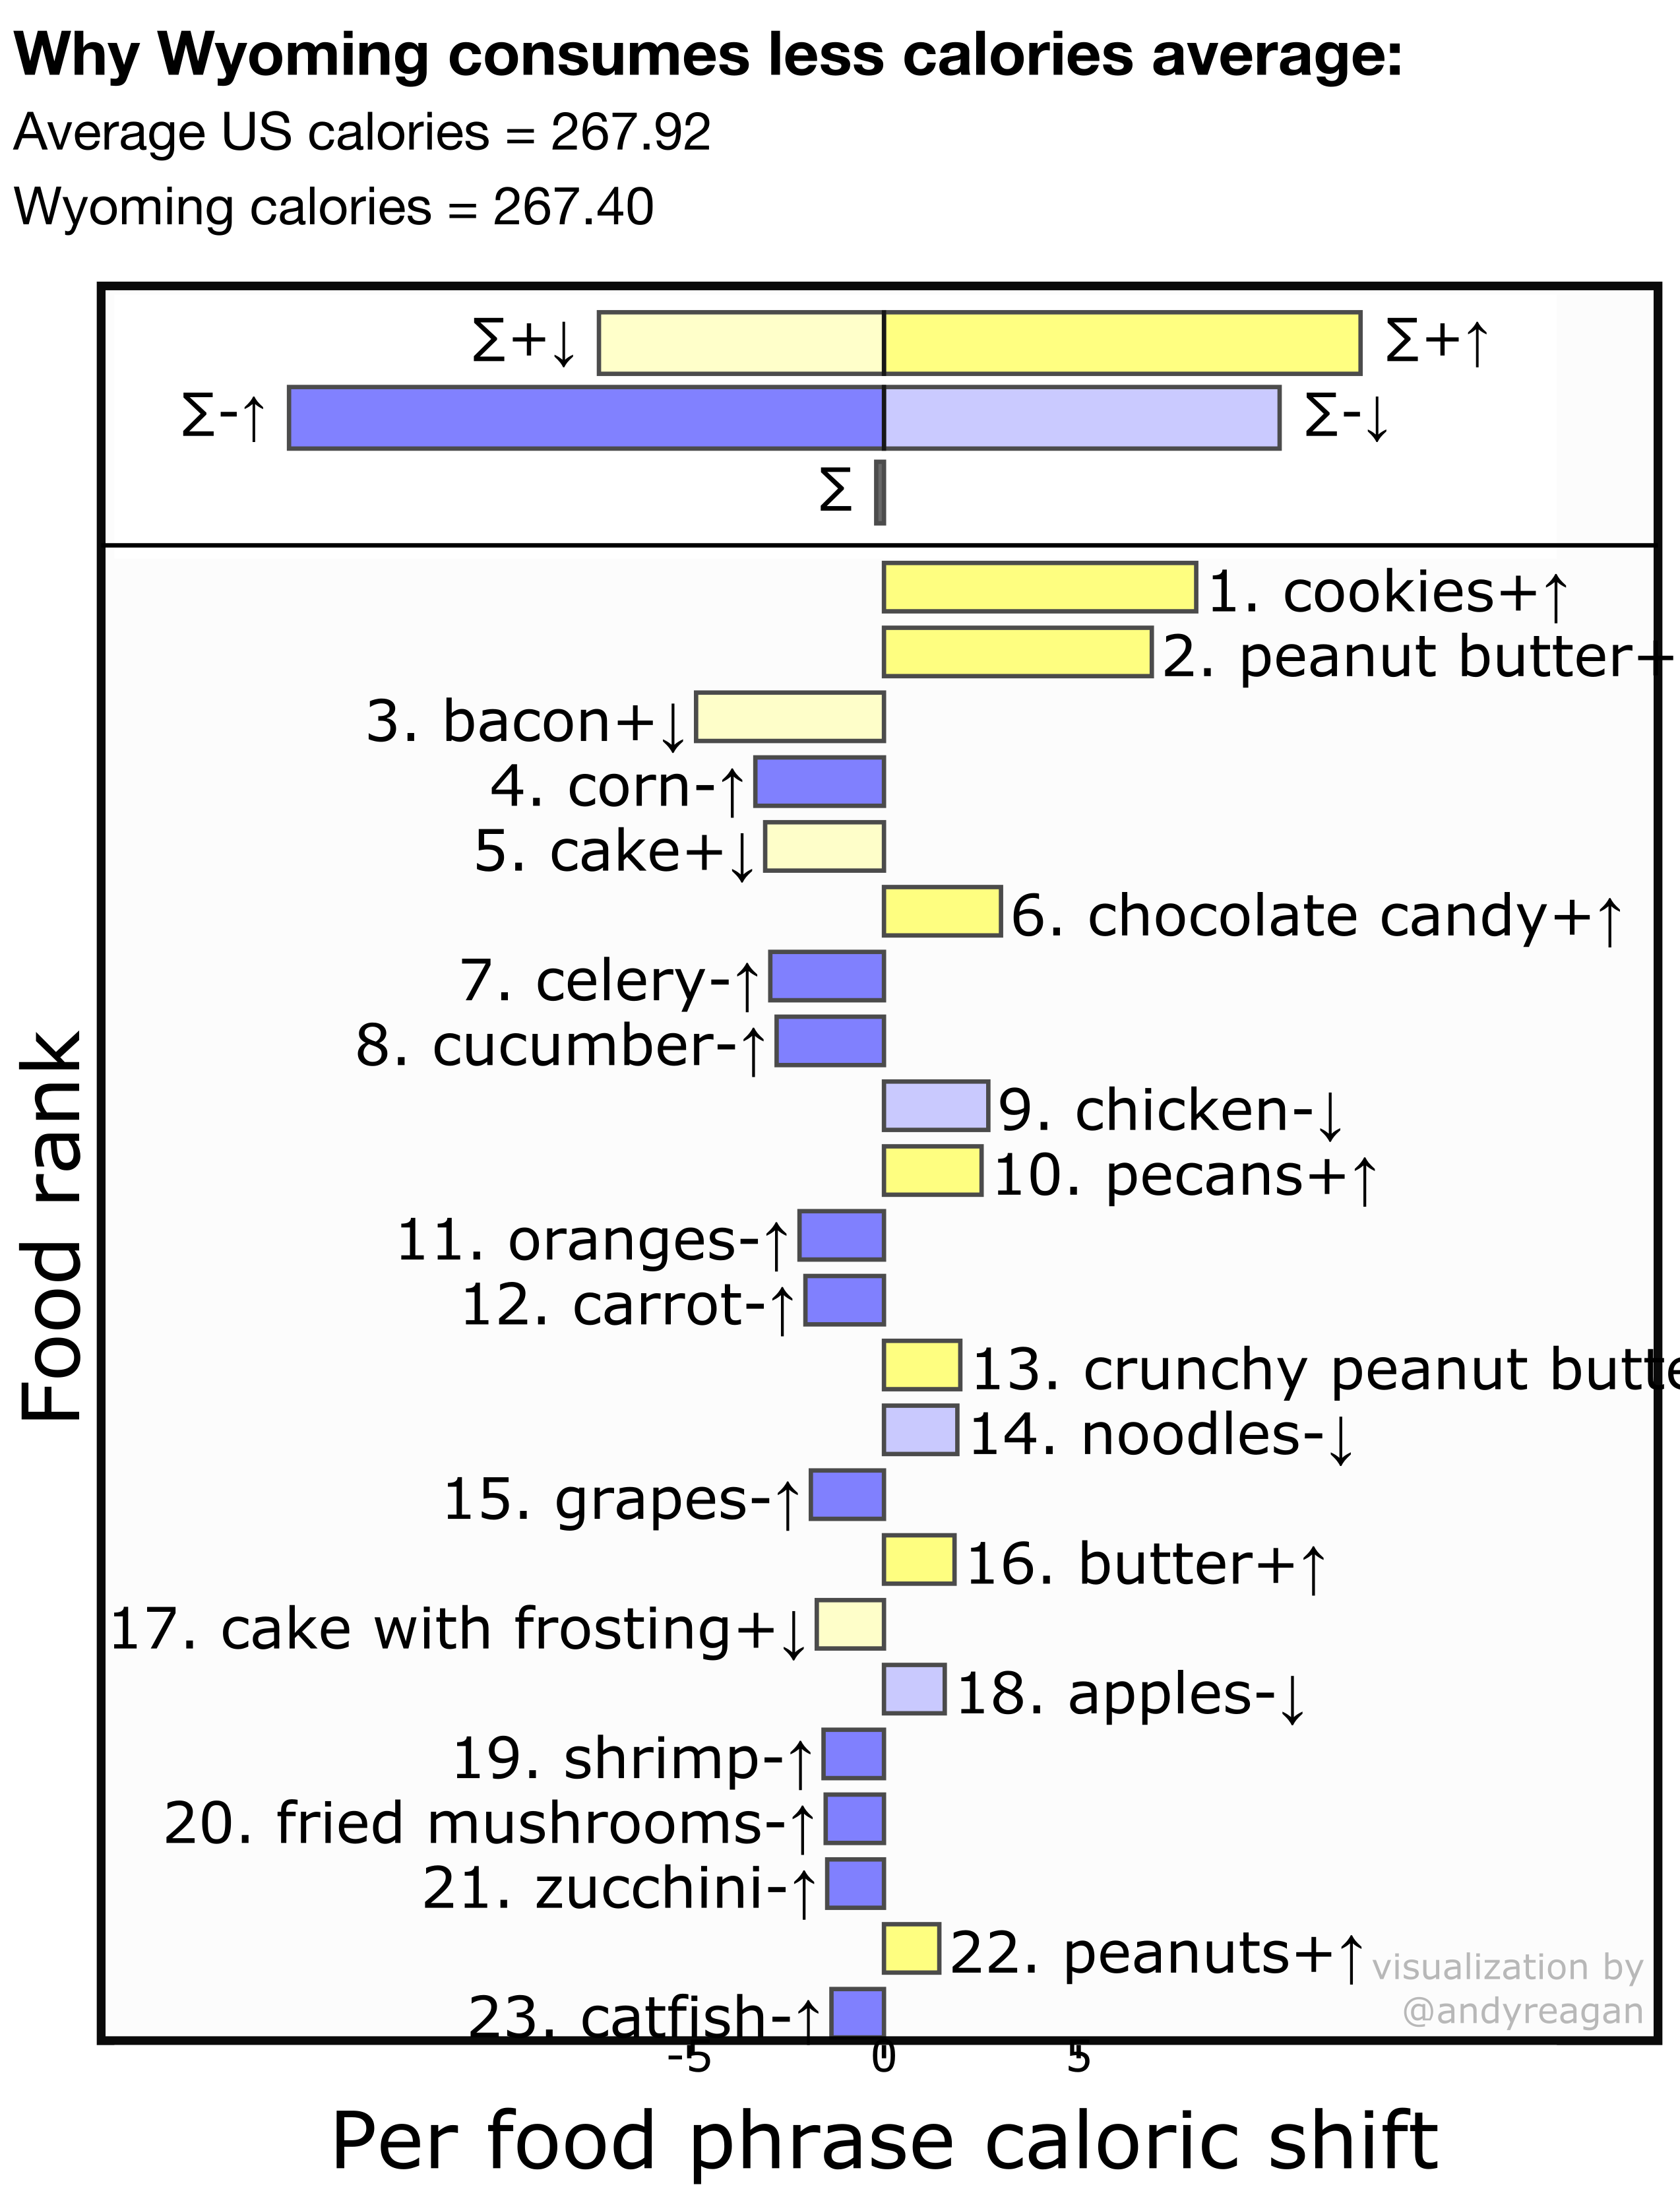 Why Wyoming consumes less calories average:
Average US calories = 267.92
Wyoming calories = 267.40
∑+↓ ∑+↑
∑-↑ ∑-↓
∑
1. cookies+↑
2. peanut butter+
3. bacon+↓
4. corn-↑
5. cake+↓
6. chocolate candy+↑
7. celery-↑
8. cucumber-↑
9. chicken-↓
10. pecans+↑
11. oranges-↑
12. carrot-↑
13. crunchy peanut butte
14. noodles-↓
15. grapes-↑
16. butter+↑
17. cake with frosting+↓
18. apples-↓
19. shrimp-↑
20. fried mushrooms-↑
21. zucchini-↑
22. peanuts+↑
23. catfish-↑
visualization by
@andyreagan
-5 0 5
Per food phrase caloric shift
Food rank